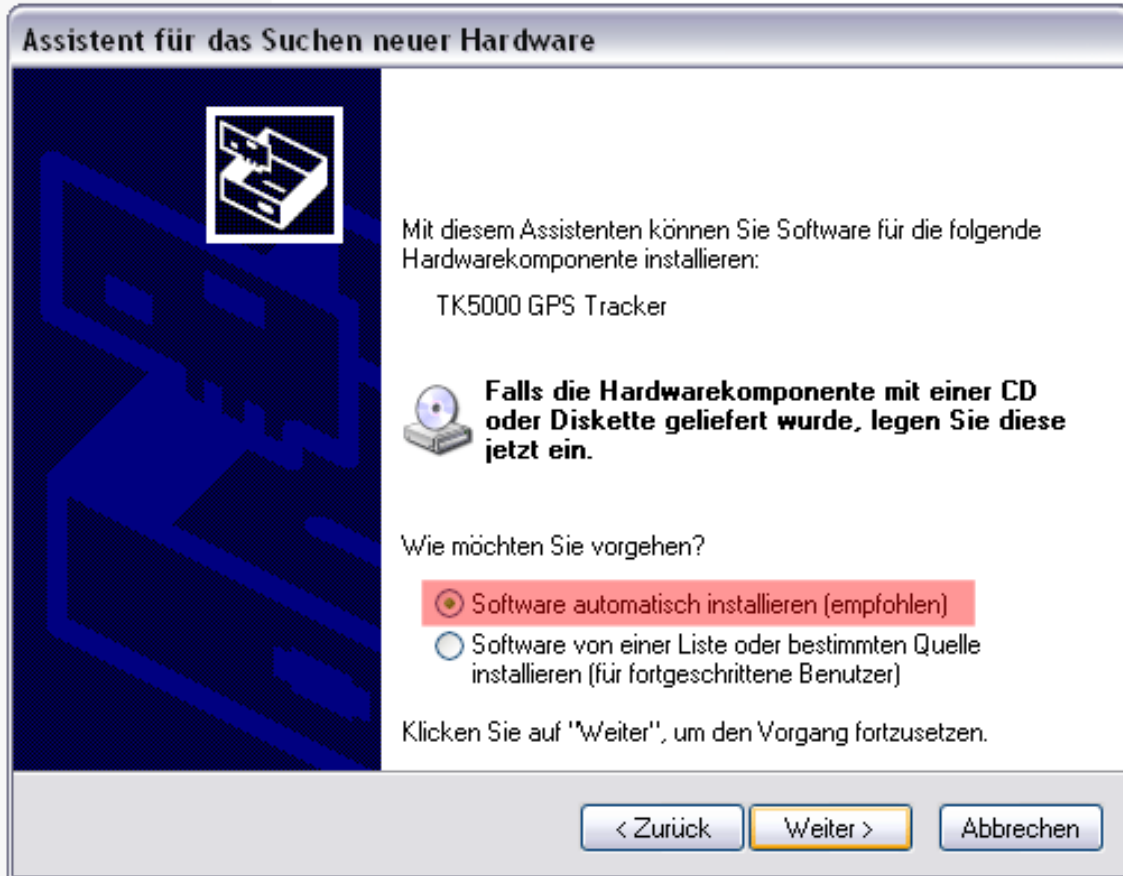 Assistent für das Suchen neuer Hardware
Mit diesem Assistenten können Sie Software für die folgende
Hardwarekomponente installieren:
TK5000 GPS Tracker
Falls die Hardwarekomponente mit einer CD
oder Diskette geliefert wurde, legen Sie diese
jetzt ein.
Wie möchten Sie vorgehen?
Software automatisch installieren (empfohlen)
Software von einer Liste oder bestimmten Quelle
installieren (für fortgeschrittene Benutzer)
Klicken Sie auf "Weiter", um den Vorgang fortzusetzen.
< Zurück
Weiter >
Abbrechen